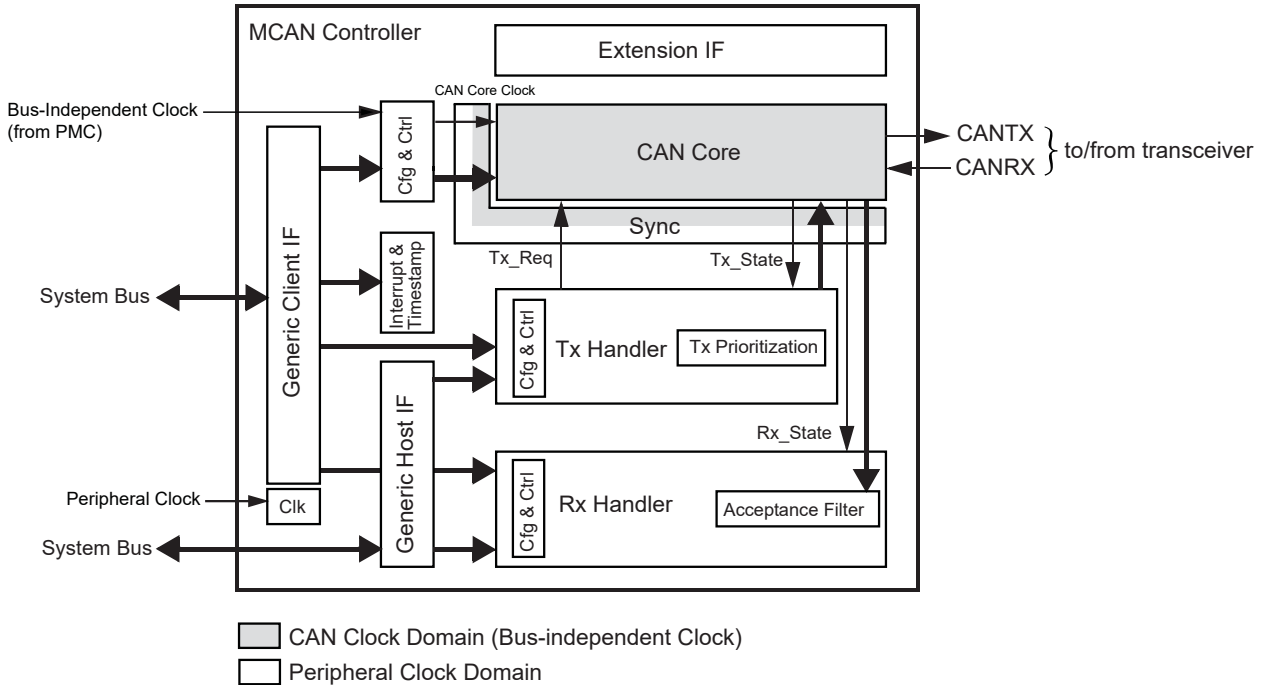 MCAN Controller
Extension IF
CAN Core Clock
Bus-Independent Clock
(from PMC)
Cfg & Ctrl
CAN Core
CANTX
CANRX
to/from transceiver
Sync
Tx_Req
Tx_State
Generic Client IF
Interrupt &
Timestamp
System Bus
Cfg & Ctrl
Tx Handler
Tx Prioritization
Generic Host IF
Rx_State
Cfg & Ctrl
Rx Handler
Acceptance Filter
Peripheral Clock
Clk
System Bus
CAN Clock Domain (Bus-independent Clock)
Peripheral Clock Domain